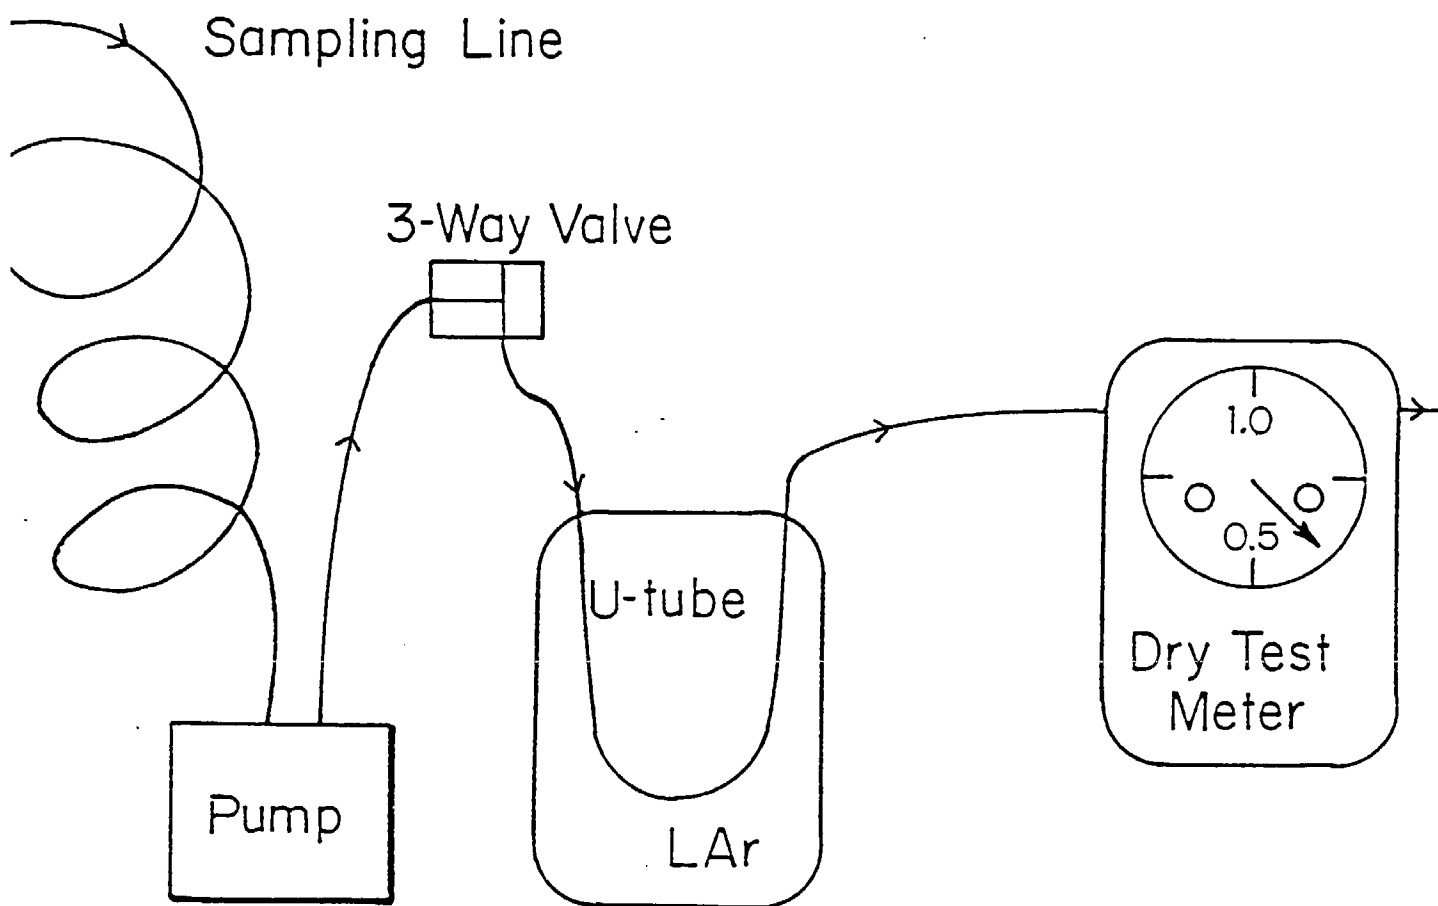 Sampling Line
3-Way Valve
1.0
0.5
U-tube
Dry Test
Meter
Pump
LAr